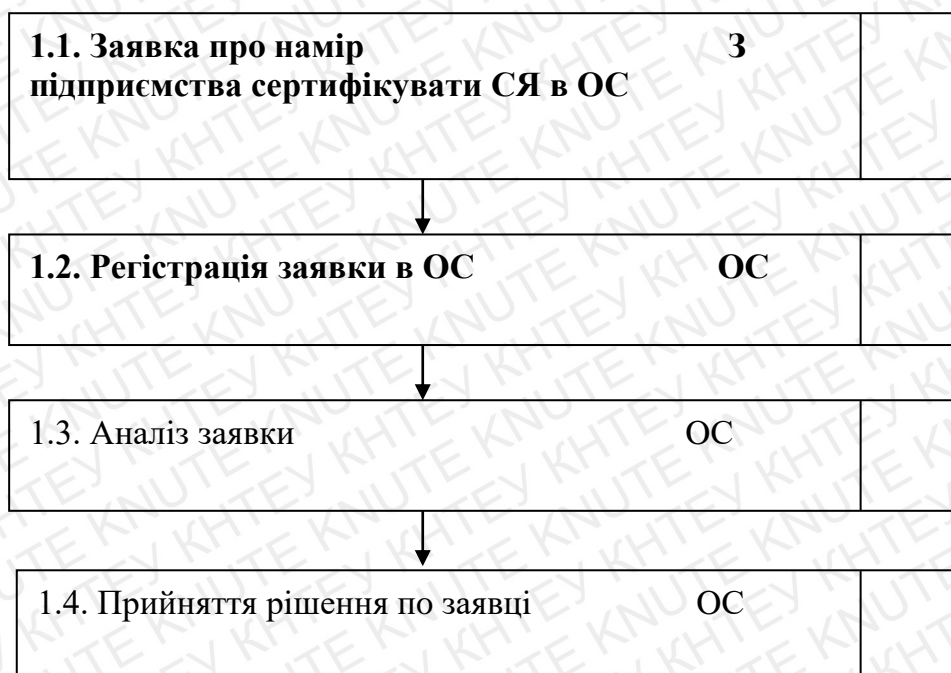 1.1. Заявка про намір З
підприємства сертифікувати СЯ в ОС
1.2. Регістрація заявки в ОС ОС
1.3. Аналіз заявки ОС
1.4. Прийняття рішення по заявці ОС